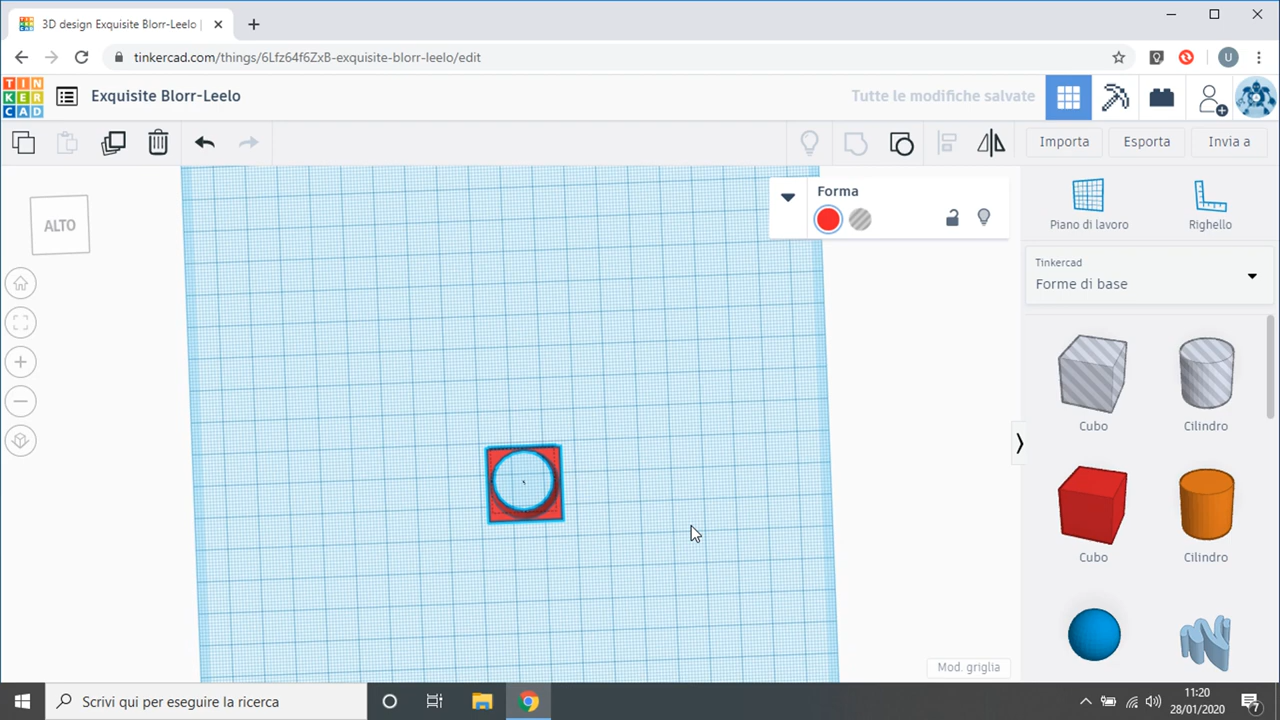 3D design Exquisite Blorr-Leelo |
tinkercad.com/things/6Lfz64f6ZxB-exquisite-blorr-leelo/edit
U
TIN
KER
CAD
Exquisite Blorr-Leelo
Tutte le modifiche salvate
Importa
Esporta
Invia a
ALTO
Forma
Piano di lavoro
Righello
Tinkercad
Forme di base
Cubo
Cilindro
Cubo
Cilindro
Mod. griglia
Scrivi qui per eseguire la ricerca
11:20
28/01/2020
7